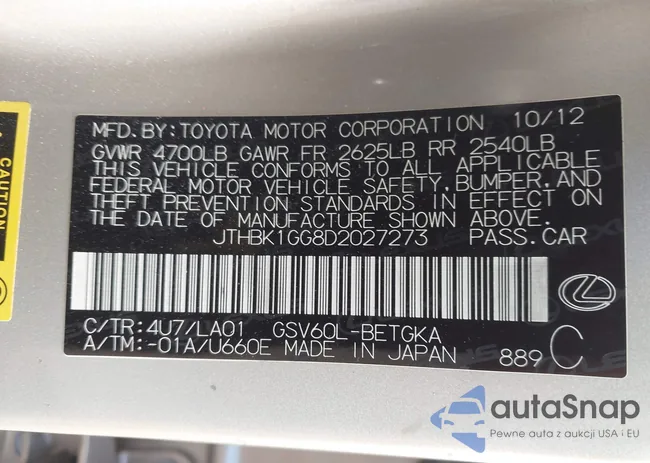 MFD. BY: TOYOTA MOTOR CORPORATION 10/12
GVWR 4700LB GAWR FR 2625LB RR 2540LB
THIS VEHICLE CONFORMS TO ALL APPLICABLE
FEDERAL MOTOR VEHICLE SAFETY, BUMPER, AND
THEFT PREVENTION STANDARDS IN EFFECT ON
THE DATE OF MANUFACTURE SHOWN ABOVE.
JTHBK1GG8D2027273 PASS.CAR
C/TR: 4U7/LA01 GSV60L-BETGKA
A/TM:-01A/U660E MADE IN JAPAN 889 C
CAUTION
autaSnap
Pewne auta z aukcji USA i EU